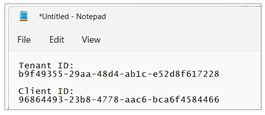 *Untitled - Notepad
File Edit View
Tenant ID:
b9f49355-29aa-48d4-ab1c-e52d8f617228
Client ID:
96864493-23b8-4778-aac6-bca6f4584466